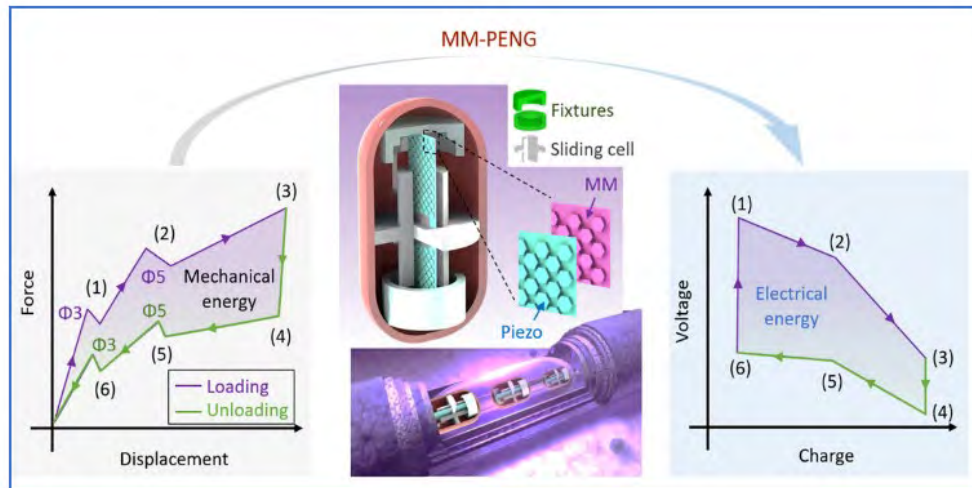 MM-PENG
Fixtures
Sliding cell
MM
Piezo
Force
(3)
(2)
Φ5
Mechanical
energy
(1)
Φ3
Φ5
Φ3
(4)
(5)
(6)
Loading
Unloading
Displacement
Voltage
(1)
(2)
Electrical
energy
(3)
(6)
(5)
(4)
Charge